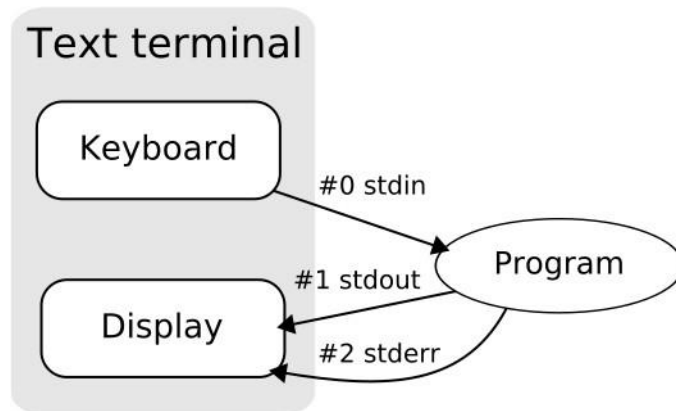 Text terminal
Keyboard
#0 stdin
Program
#1 stdout
Display
#2 stderr